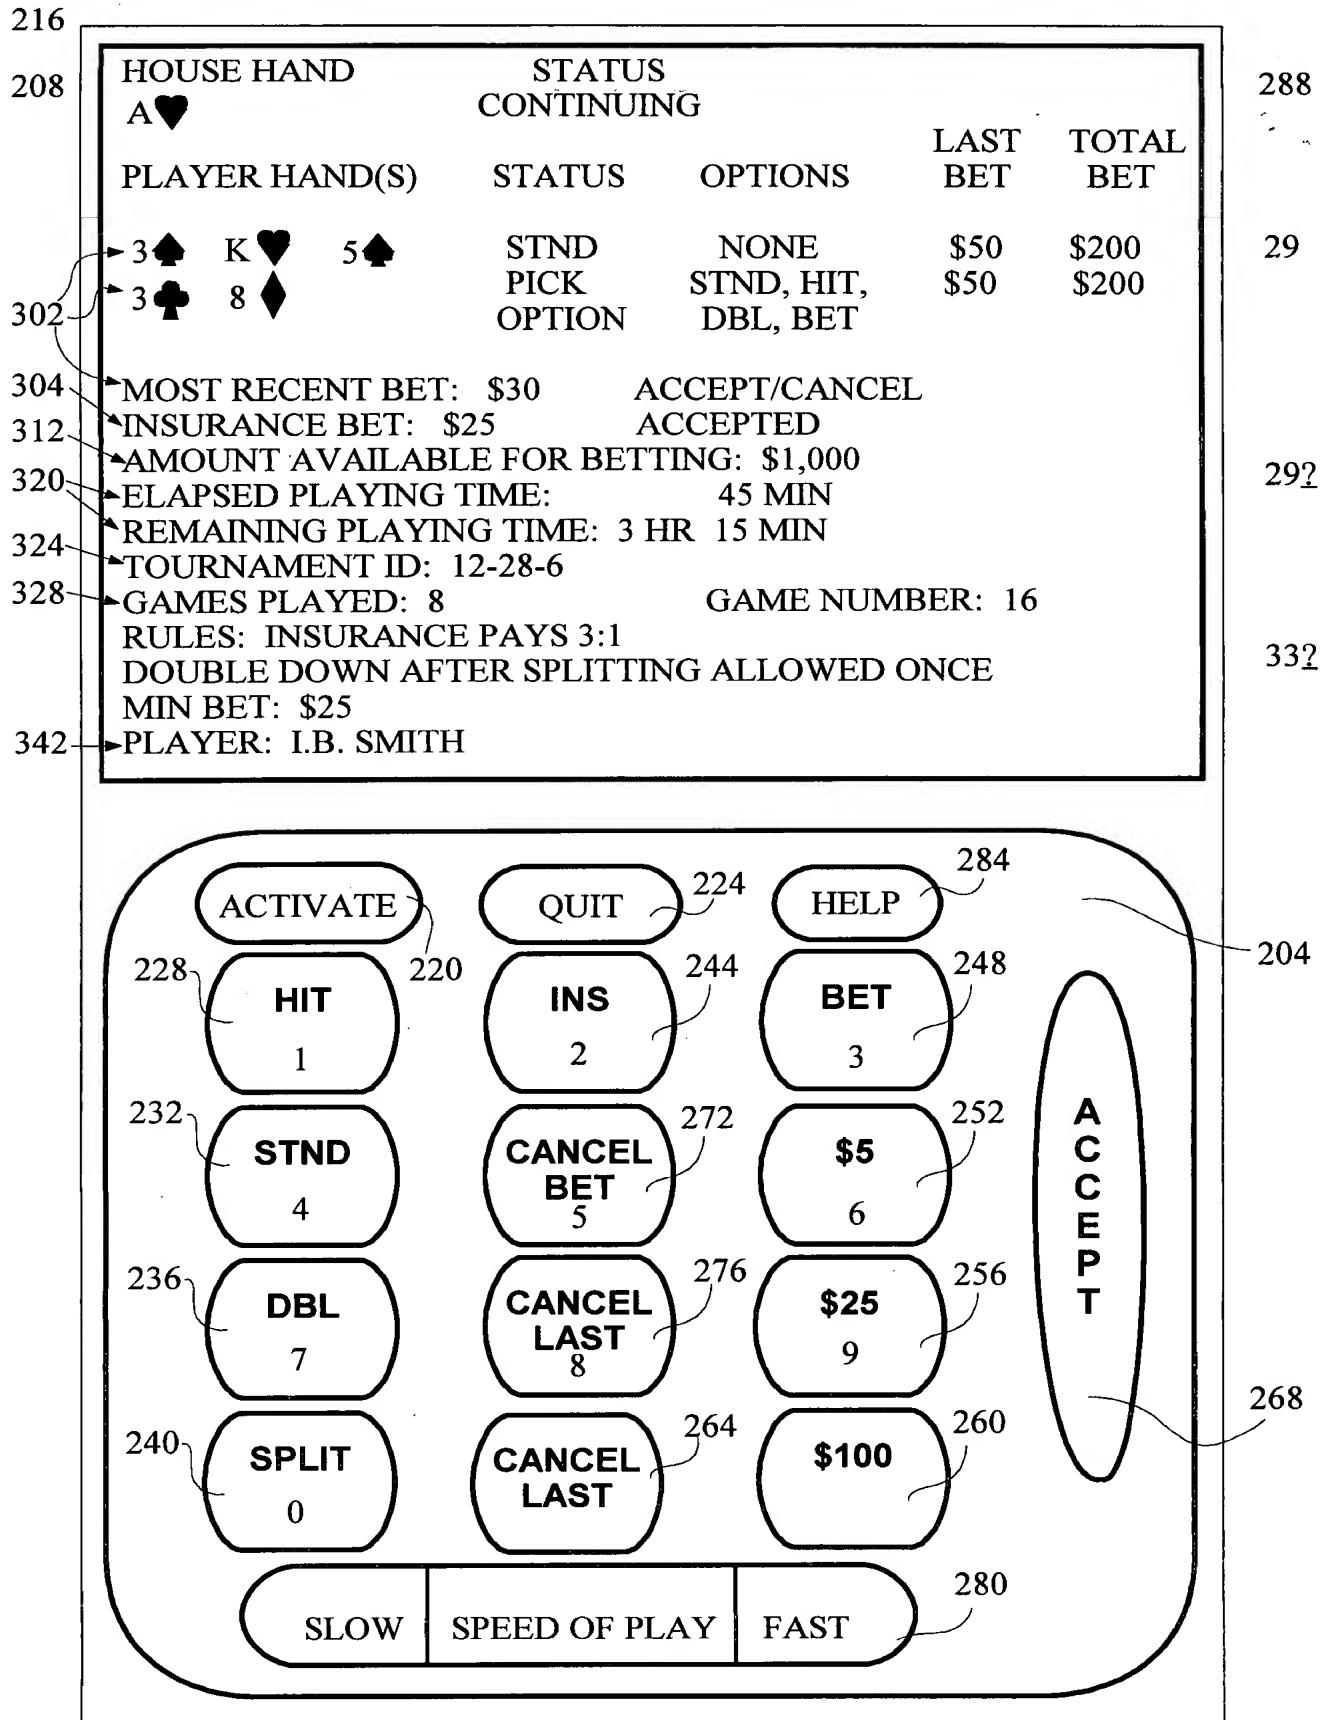 216
208 HOUSE HAND STATUS 288
A♥ CONTINUING
LAST TOTAL
PLAYER HAND(S) STATUS OPTIONS BET BET
3♠ K♥ 5♠ STND NONE $50 $200 29
3♣ 8♦ PICK STND, HIT, $50 $200
302 OPTION DBL, BET
304 MOST RECENT BET: $30 ACCEPT/CANCEL
312 INSURANCE BET: $25 ACCEPTED
AMOUNT AVAILABLE FOR BETTING: $1,000
320 ELAPSED PLAYING TIME: 45 MIN 29?
REMAINING PLAYING TIME: 3 HR 15 MIN
324 TOURNAMENT ID: 12-28-6
328 GAMES PLAYED: 8 GAME NUMBER: 16
RULES: INSURANCE PAYS 3:1
DOUBLE DOWN AFTER SPLITTING ALLOWED ONCE 33?
MIN BET: $25
342 PLAYER: I.B. SMITH
ACTIVATE QUIT 224 HELP 284
228 220 244 248 204
HIT INS BET
1 2 3
232 272 252
STND CANCEL $5
BET
4 5 6
236 276 256
DBL CANCEL $25
LAST
7 8 9
ACCEPT
268
240 264 260
SPLIT CANCEL $100
LAST
0
SLOW SPEED OF PLAY FAST 280